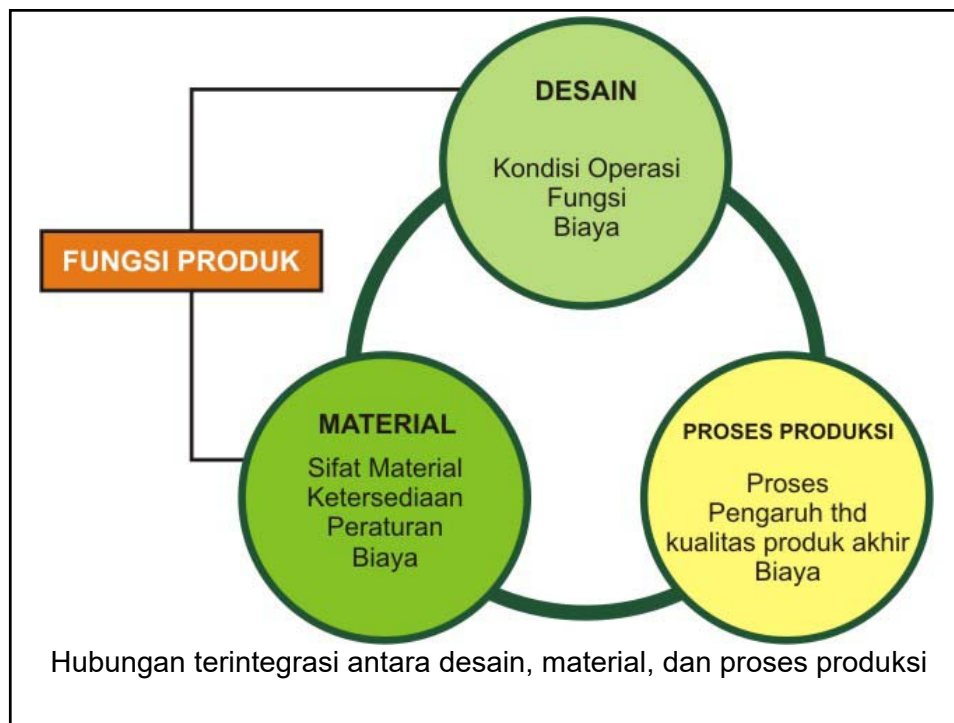 DESAIN
Kondisi Operasi
Fungsi
Biaya
FUNGSI PRODUK
MATERIAL
Sifat Material
Ketersediaan
Peraturan
Biaya
PROSES PRODUKSI
Proses
Pengaruh thd
kualitas produk akhir
Biaya
Hubungan terintegrasi antara desain, material, dan proses produksi